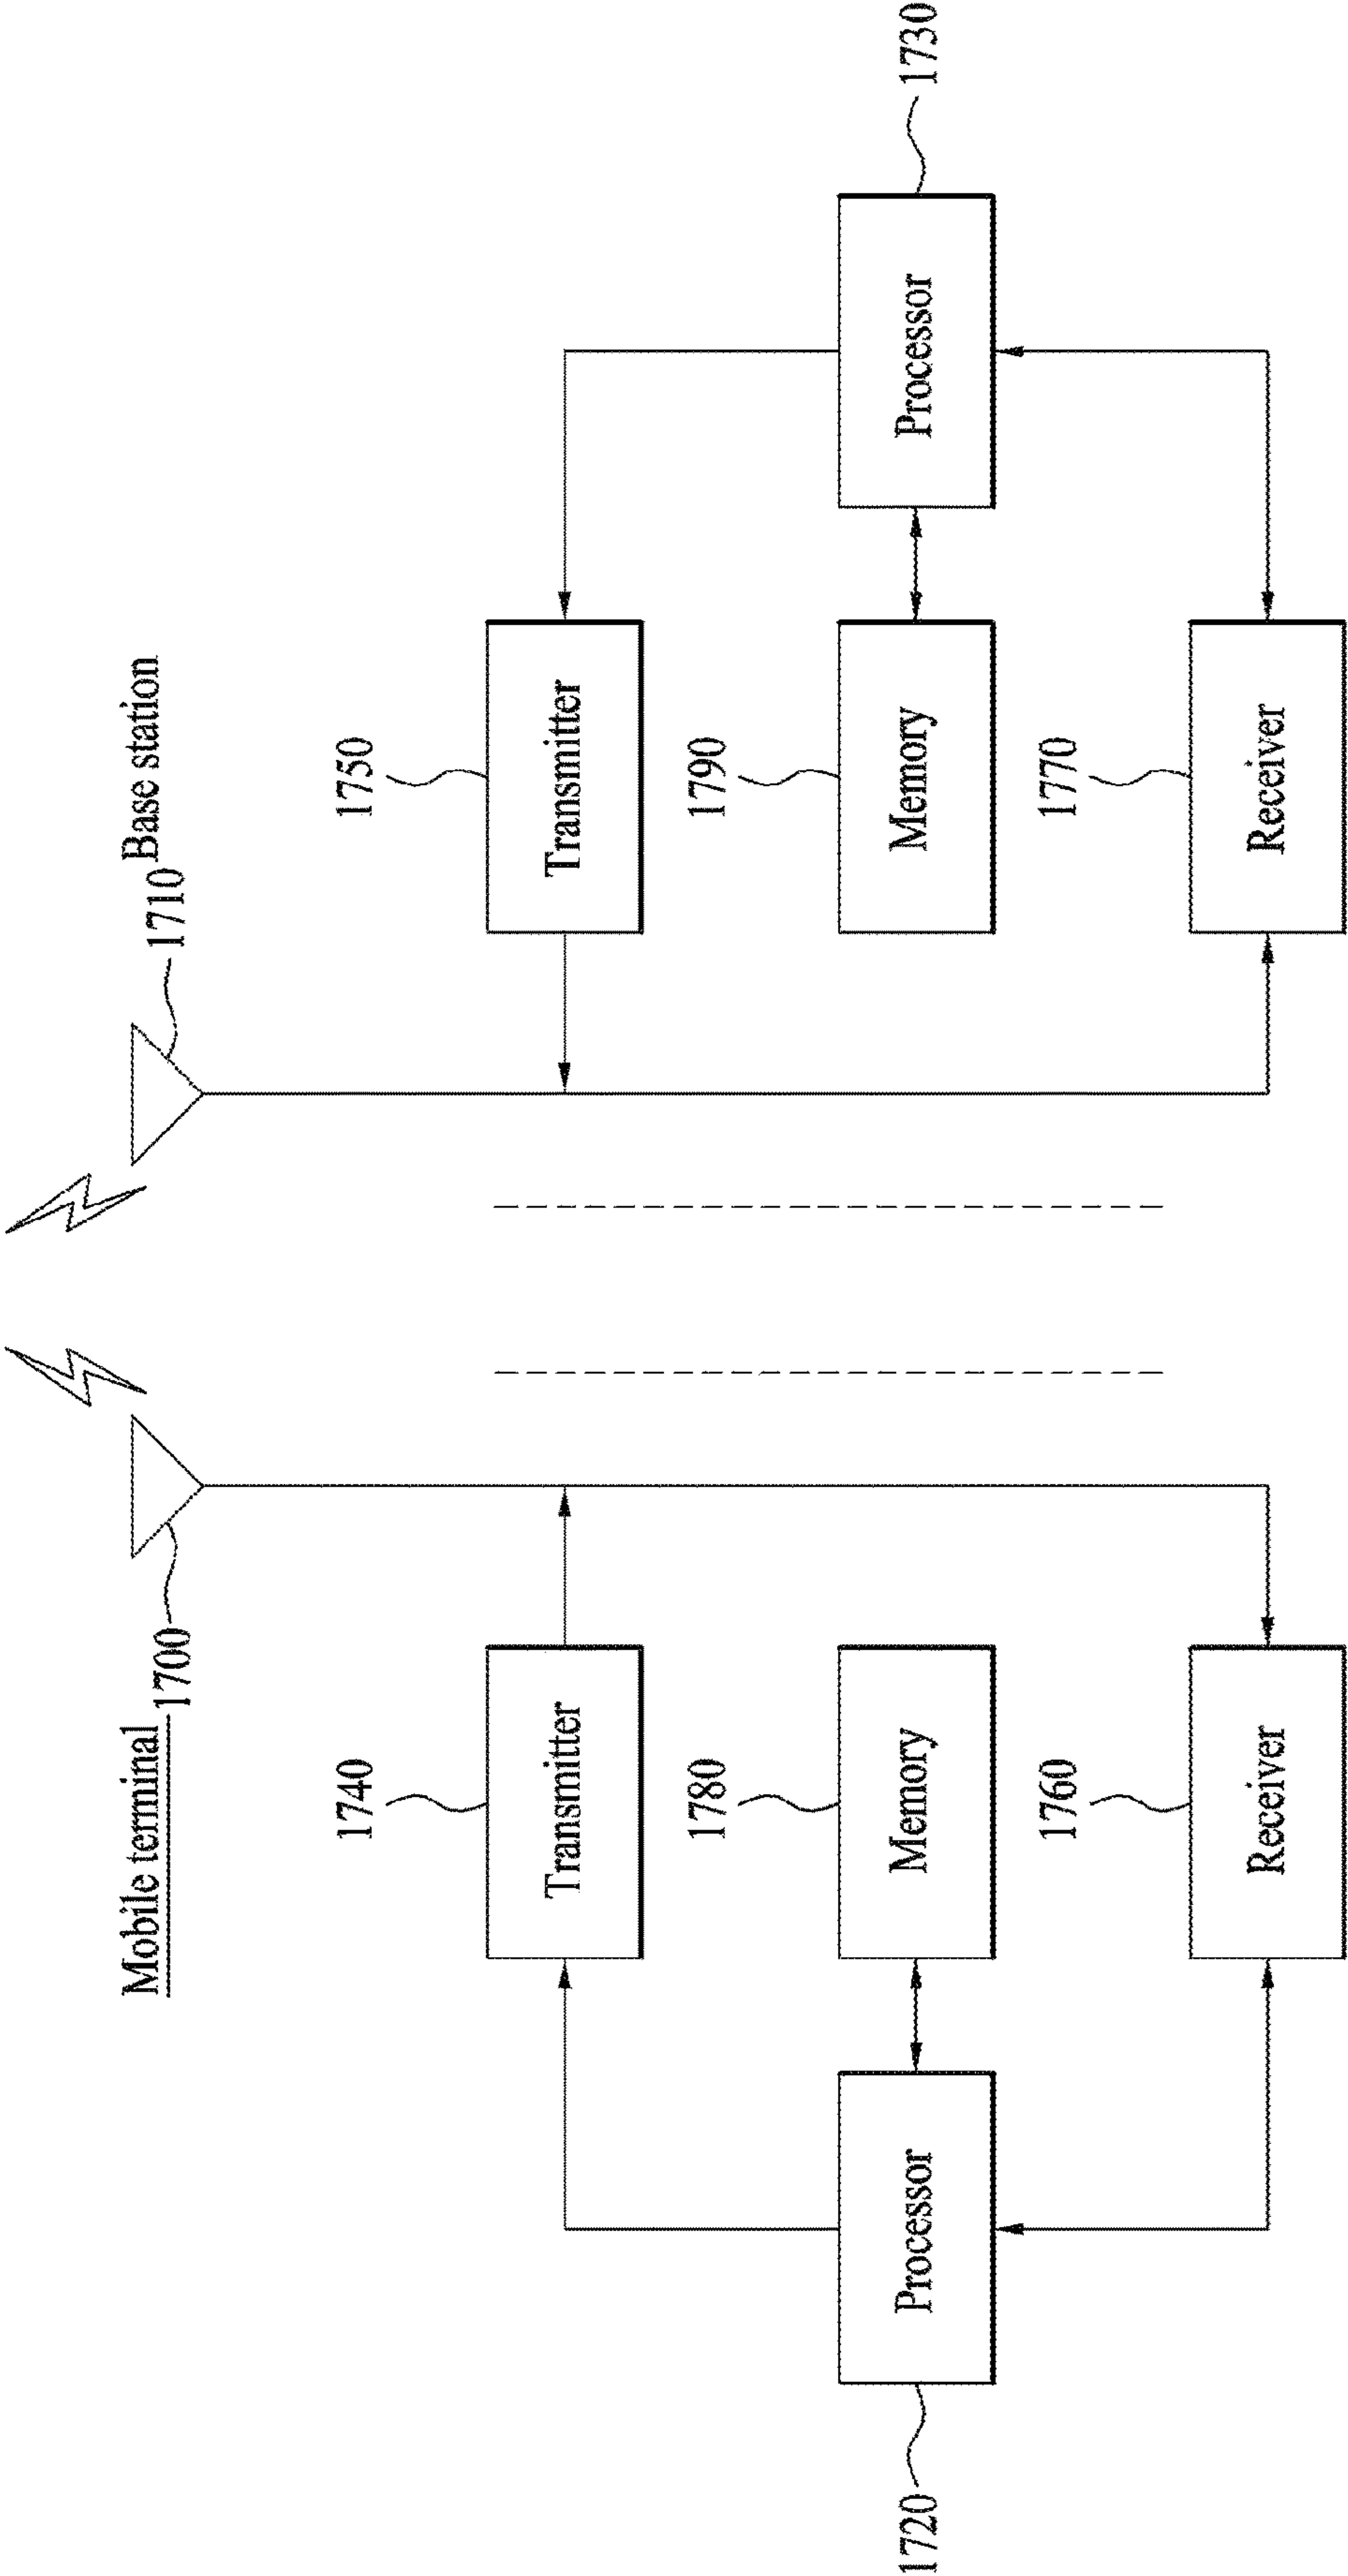 Mobile terminal
1700
1710
Base station
1740
Transmitter
1750
Transmitter
1720
Processor
1780
Memory
1790
Memory
Processor
1730
1760
Receiver
1770
Receiver